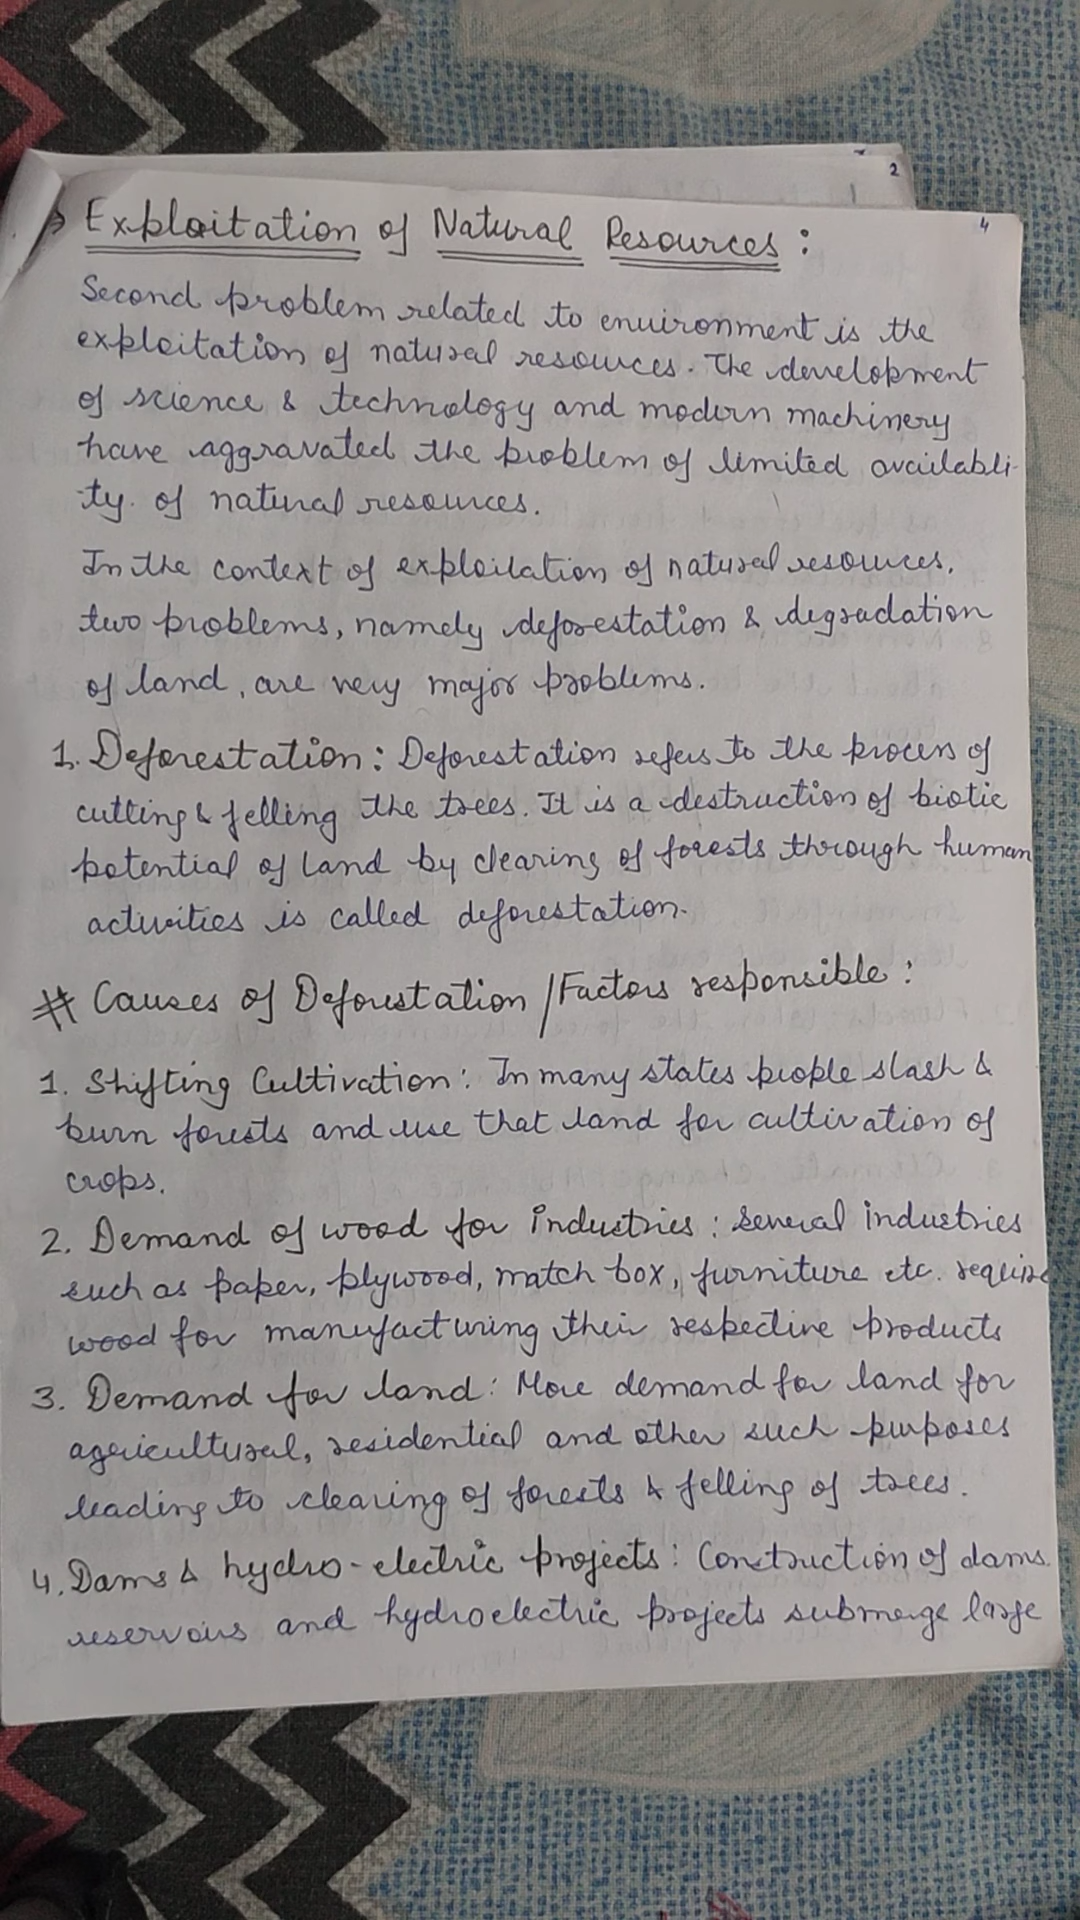 2
4
Exploitation of Natural Resources :
Second problem related to environment is the
exploitation of natural resources. The development
of science & technology and modern machinery
have aggravated the problem of limited availabli-
ty. of natural resources.
In the context of exploitation of natural resources,
two problems, namely deforestation & degradation
of land, are very major problems.
1. Deforestation : Deforestation refers to the process of
cutting & felling the trees. It is a destruction of biotic
potential of land by clearing of forests through human
activities is called deforestation.
# Causes of Deforestation / Factors responsible :
1. Shifting Cultivation : In many states people slash &
burn forests and use that land for cultivation of
crops.
2. Demand of wood for industries : Several industries
such as paper, plywood, match box, furniture etc. require
wood for manufacturing their respective products
3. Demand for land : More demand for land for
agricultural, residential and other such purposes
leading to clearing of forests & felling of trees.
4. Dams & hydro-electric projects : Construction of dams
reservoirs and hydroelectric projects submerge large